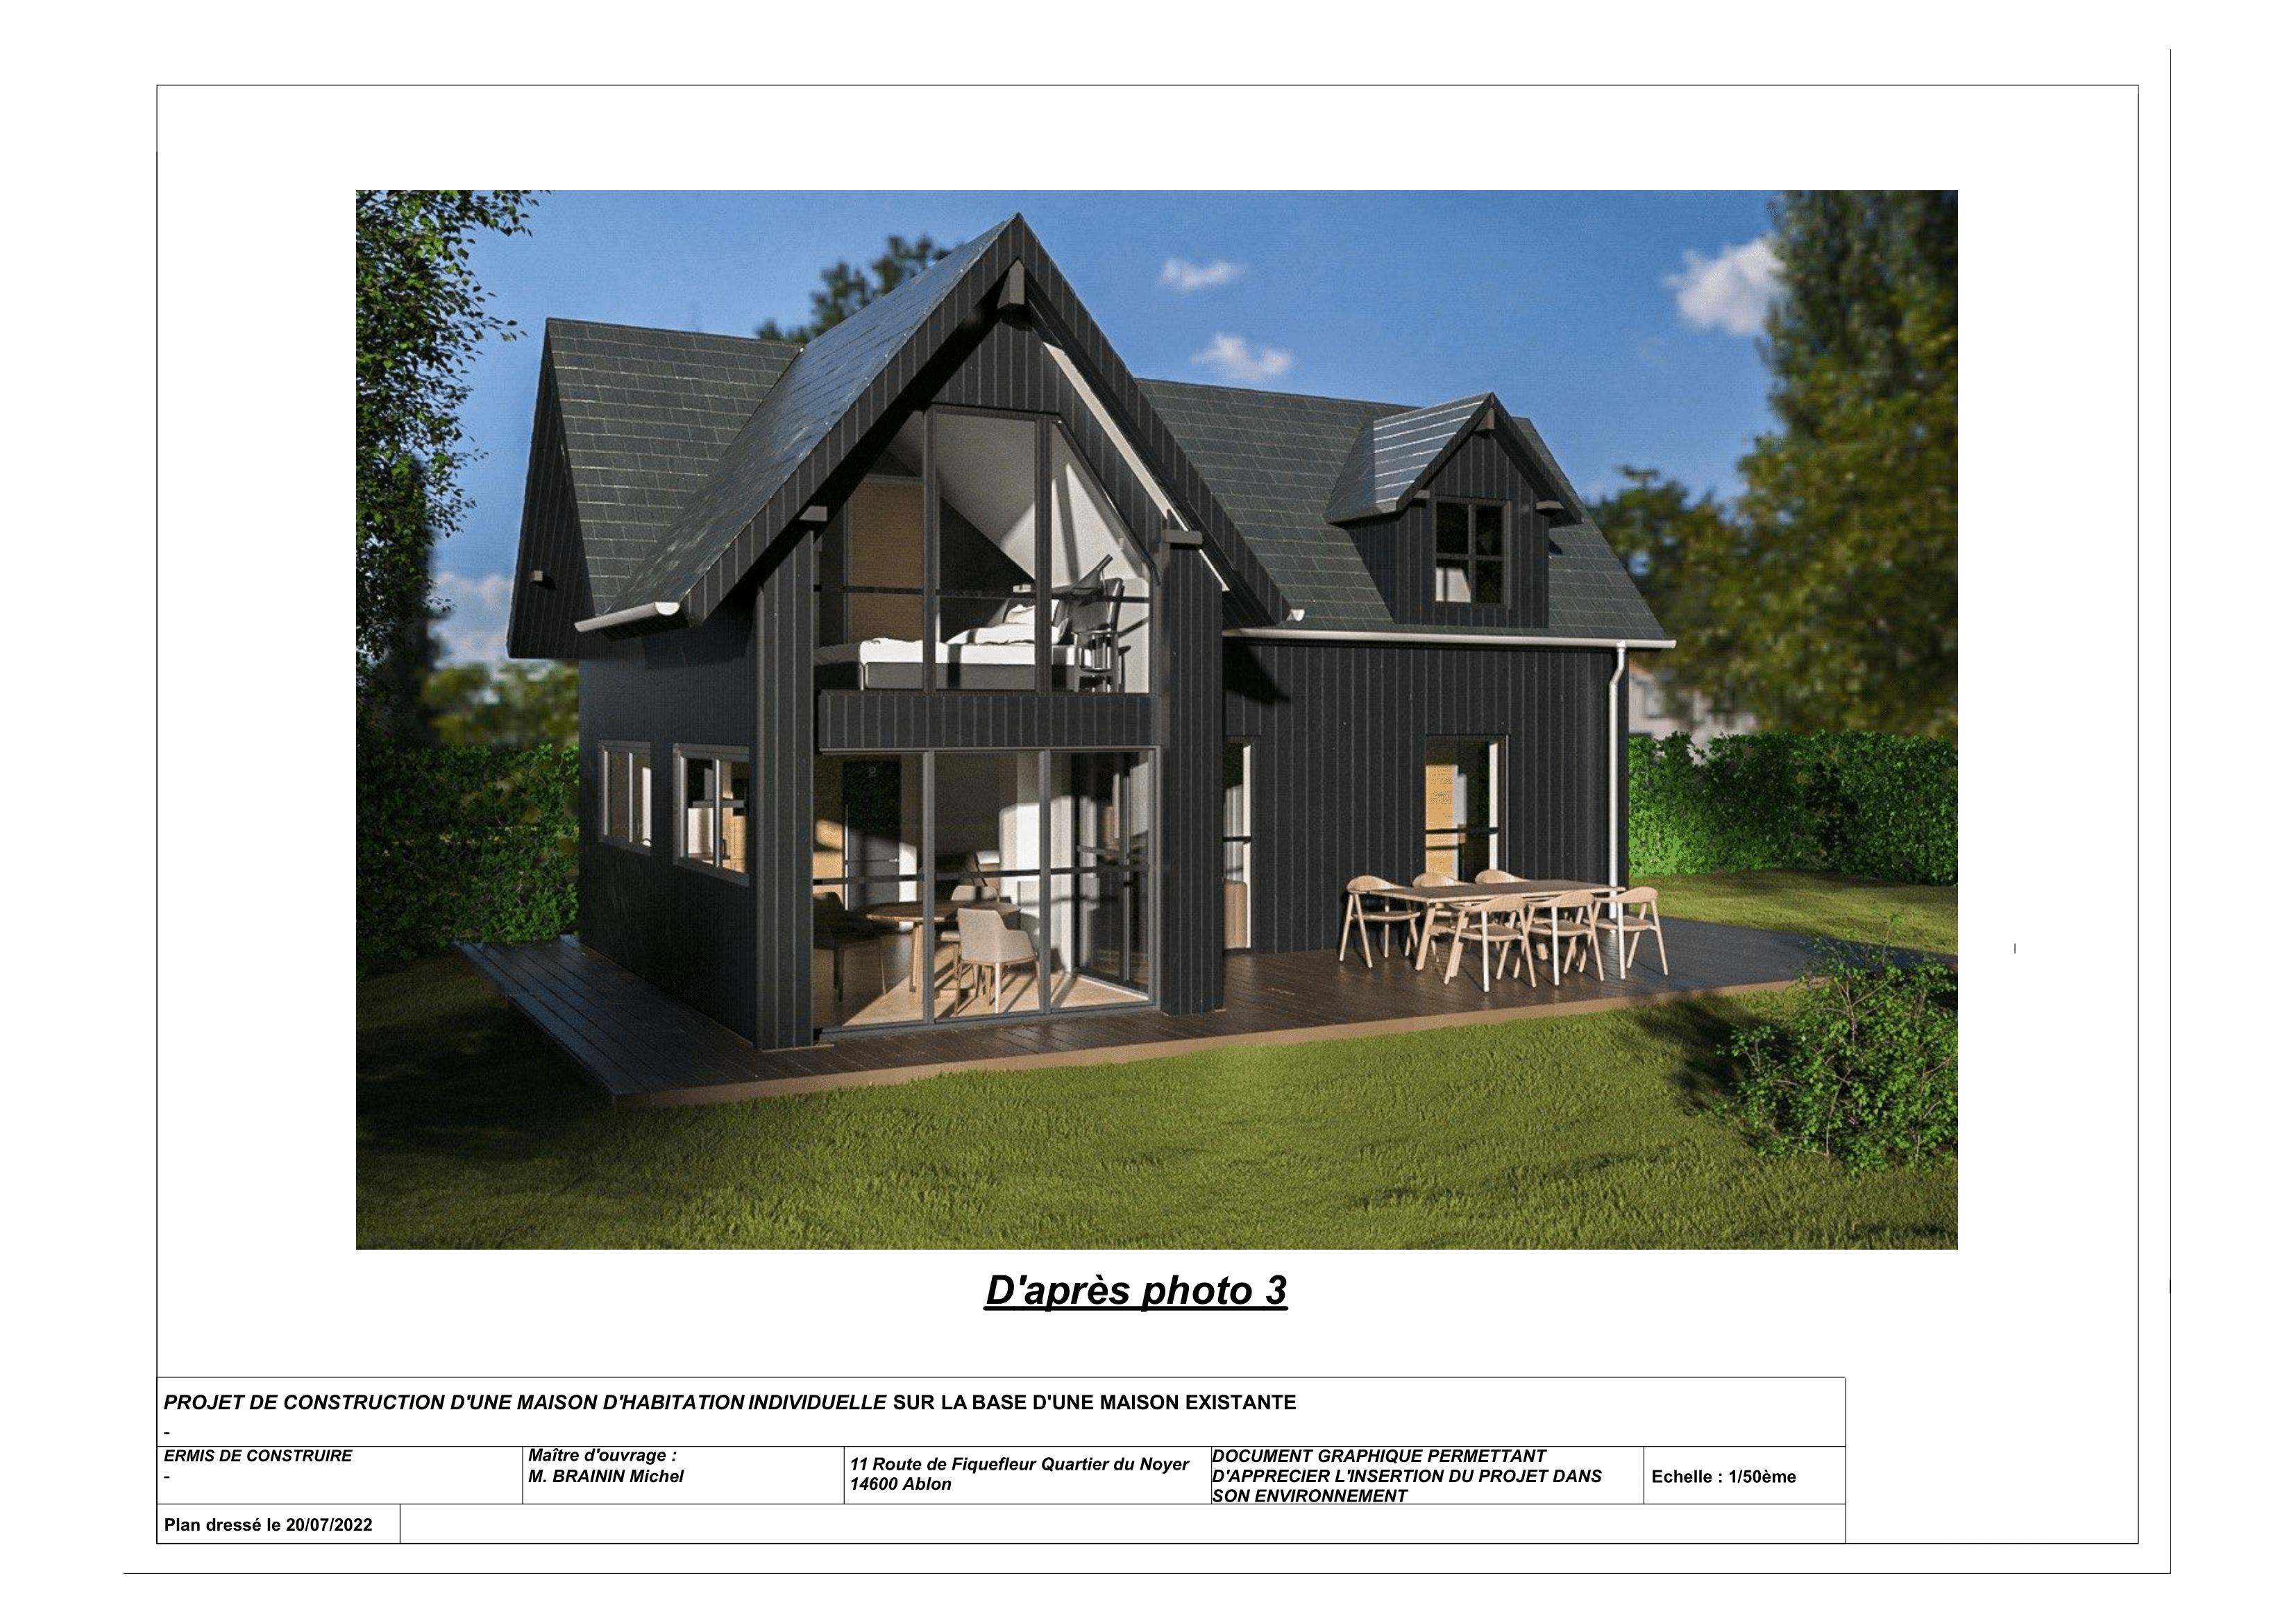 D'après photo 3
PROJET DE CONSTRUCTION D'UNE MAISON D'HABITATION INDIVIDUELLE SUR LA BASE D'UNE MAISON EXISTANTE
-
ERMIS DE CONSTRUIRE
-
Maître d'ouvrage :
M. BRAININ Michel
11 Route de Fiquefleur Quartier du Noyer
14600 Ablon
DOCUMENT GRAPHIQUE PERMETTANT
D'APPRECIER L'INSERTION DU PROJET DANS
SON ENVIRONNEMENT
Echelle : 1/50ème
Plan dressé le 20/07/2022